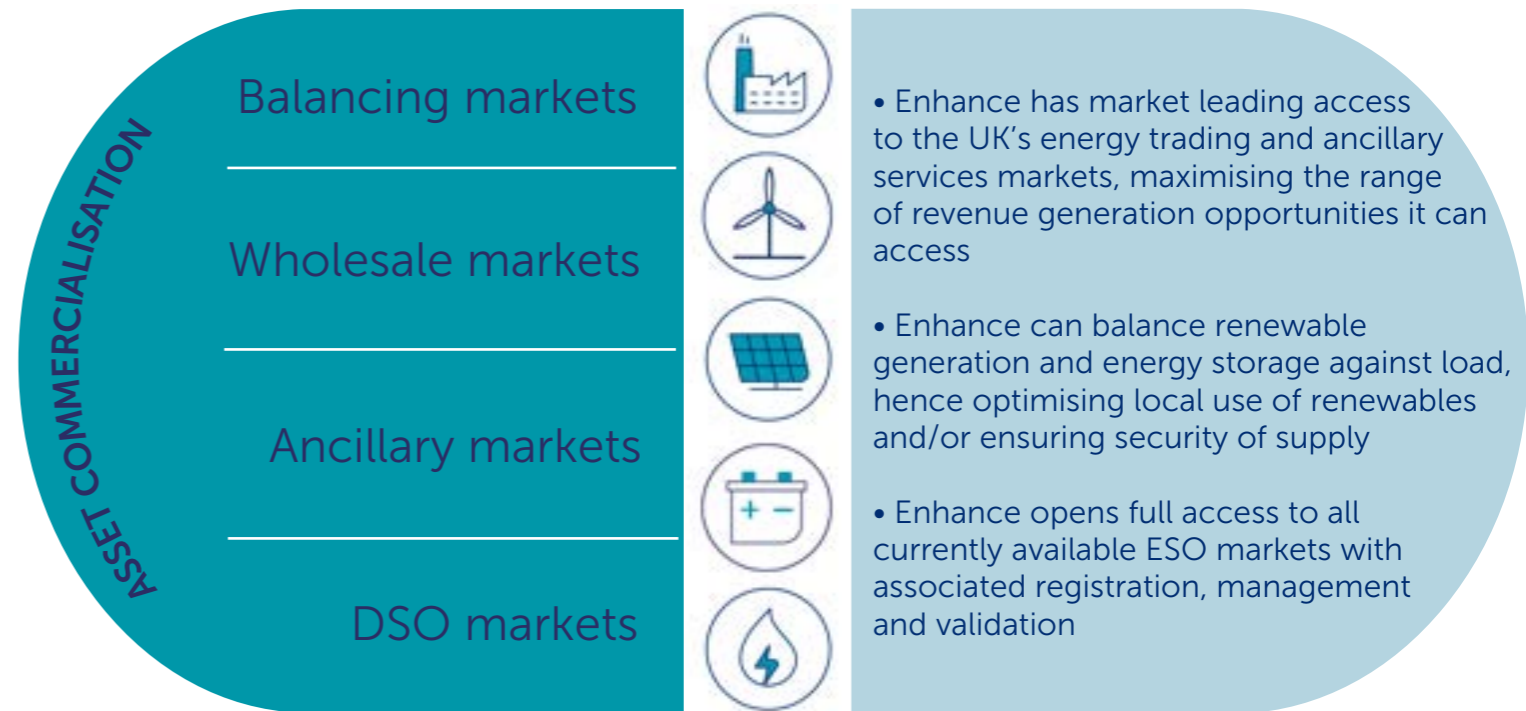 ASSET COMMERCIALISATION
Balancing markets
Wholesale markets
Ancillary markets
DSO markets
• Enhance has market leading access
to the UK’s energy trading and ancillary
services markets, maximising the range
of revenue generation opportunities it can
access
• Enhance can balance renewable
generation and energy storage against load,
hence optimising local use of renewables
and/or ensuring security of supply
• Enhance opens full access to all
currently available ESO markets with
associated registration, management
and validation